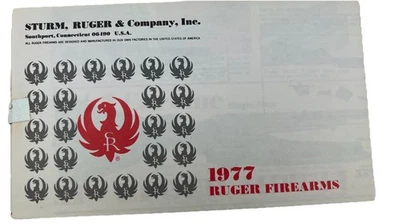 STURM, RUGER & Company, Inc.
Southport, Connecticut 06490 U.S.A.
ALL RUGER FIREARMS ARE DESIGNED AND MANUFACTURED IN OUR OWN FACTORIES IN THE UNITED STATES OF AMERICA
SR
®
1977
RUGER FIREARMS